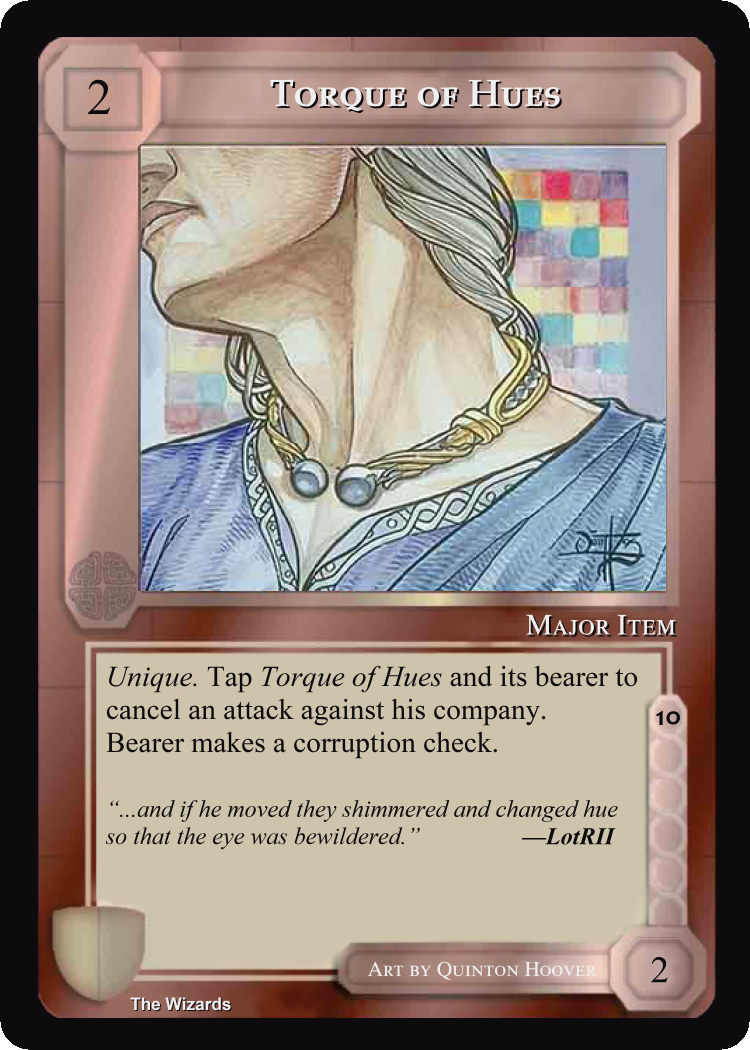 2
TORQUE OF HUES
MAJOR ITEM
Unique. Tap Torque of Hues and its bearer to
cancel an attack against his company.
Bearer makes a corruption check.
10
“...and if he moved they shimmered and changed hue
so that the eye was bewildered.” —LotRII
ART BY QUINTON HOOVER
2
The Wizards